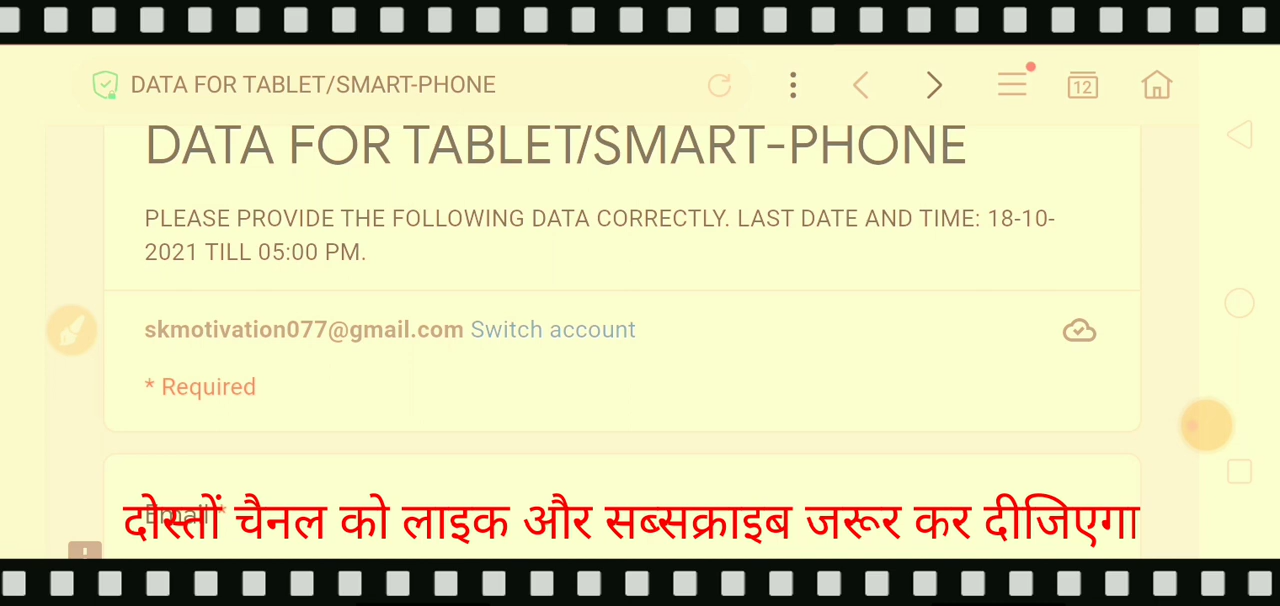 DATA FOR TABLET/SMART-PHONE
12
DATA FOR TABLET/SMART-PHONE
PLEASE PROVIDE THE FOLLOWING DATA CORRECTLY. LAST DATE AND TIME: 18-10-
2021 TILL 05:00 PM.
skmotivation077@gmail.com Switch account
* Required
Email *
दोस्तों चैनल को लाइक और सब्सक्राइब जरूर कर दीजिएगा